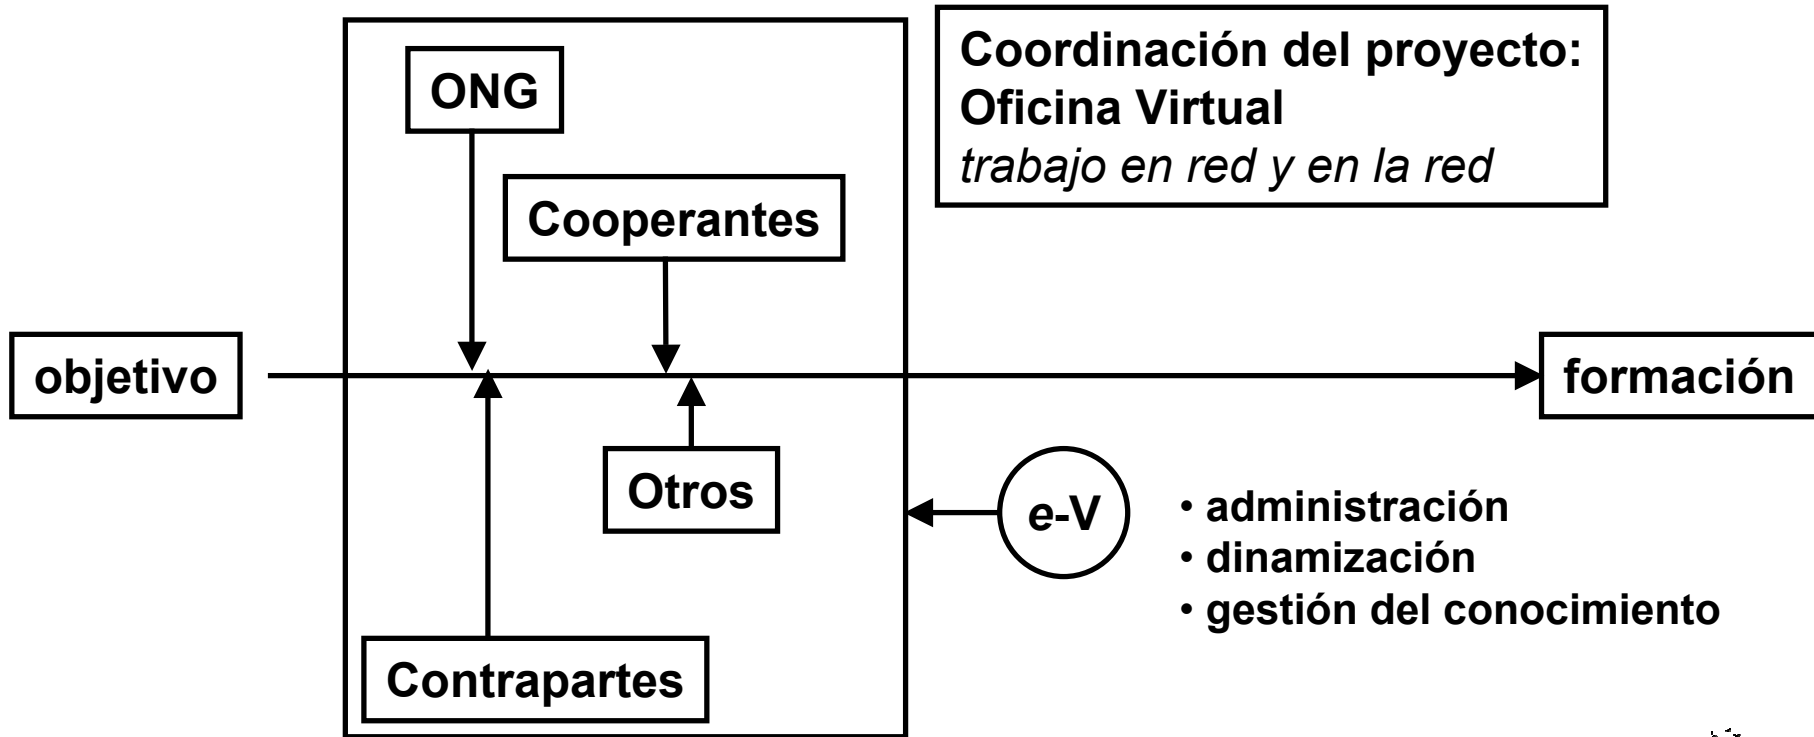 ONG
Coordinación del proyecto:
Oficina Virtual
trabajo en red y en la red
Cooperantes
objetivo
formación
Otros
e-V
• administración
• dinamización
• gestión del conocimiento
Contrapartes